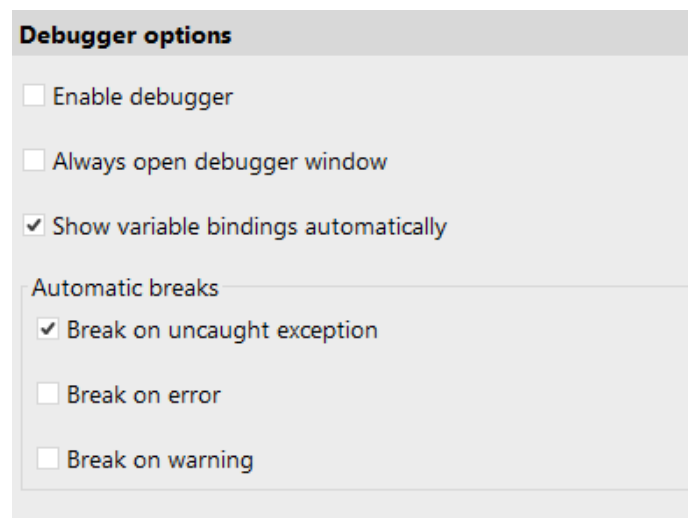 Debugger options
Enable debugger
Always open debugger window
Show variable bindings automatically
Automatic breaks
Break on uncaught exception
Break on error
Break on warning